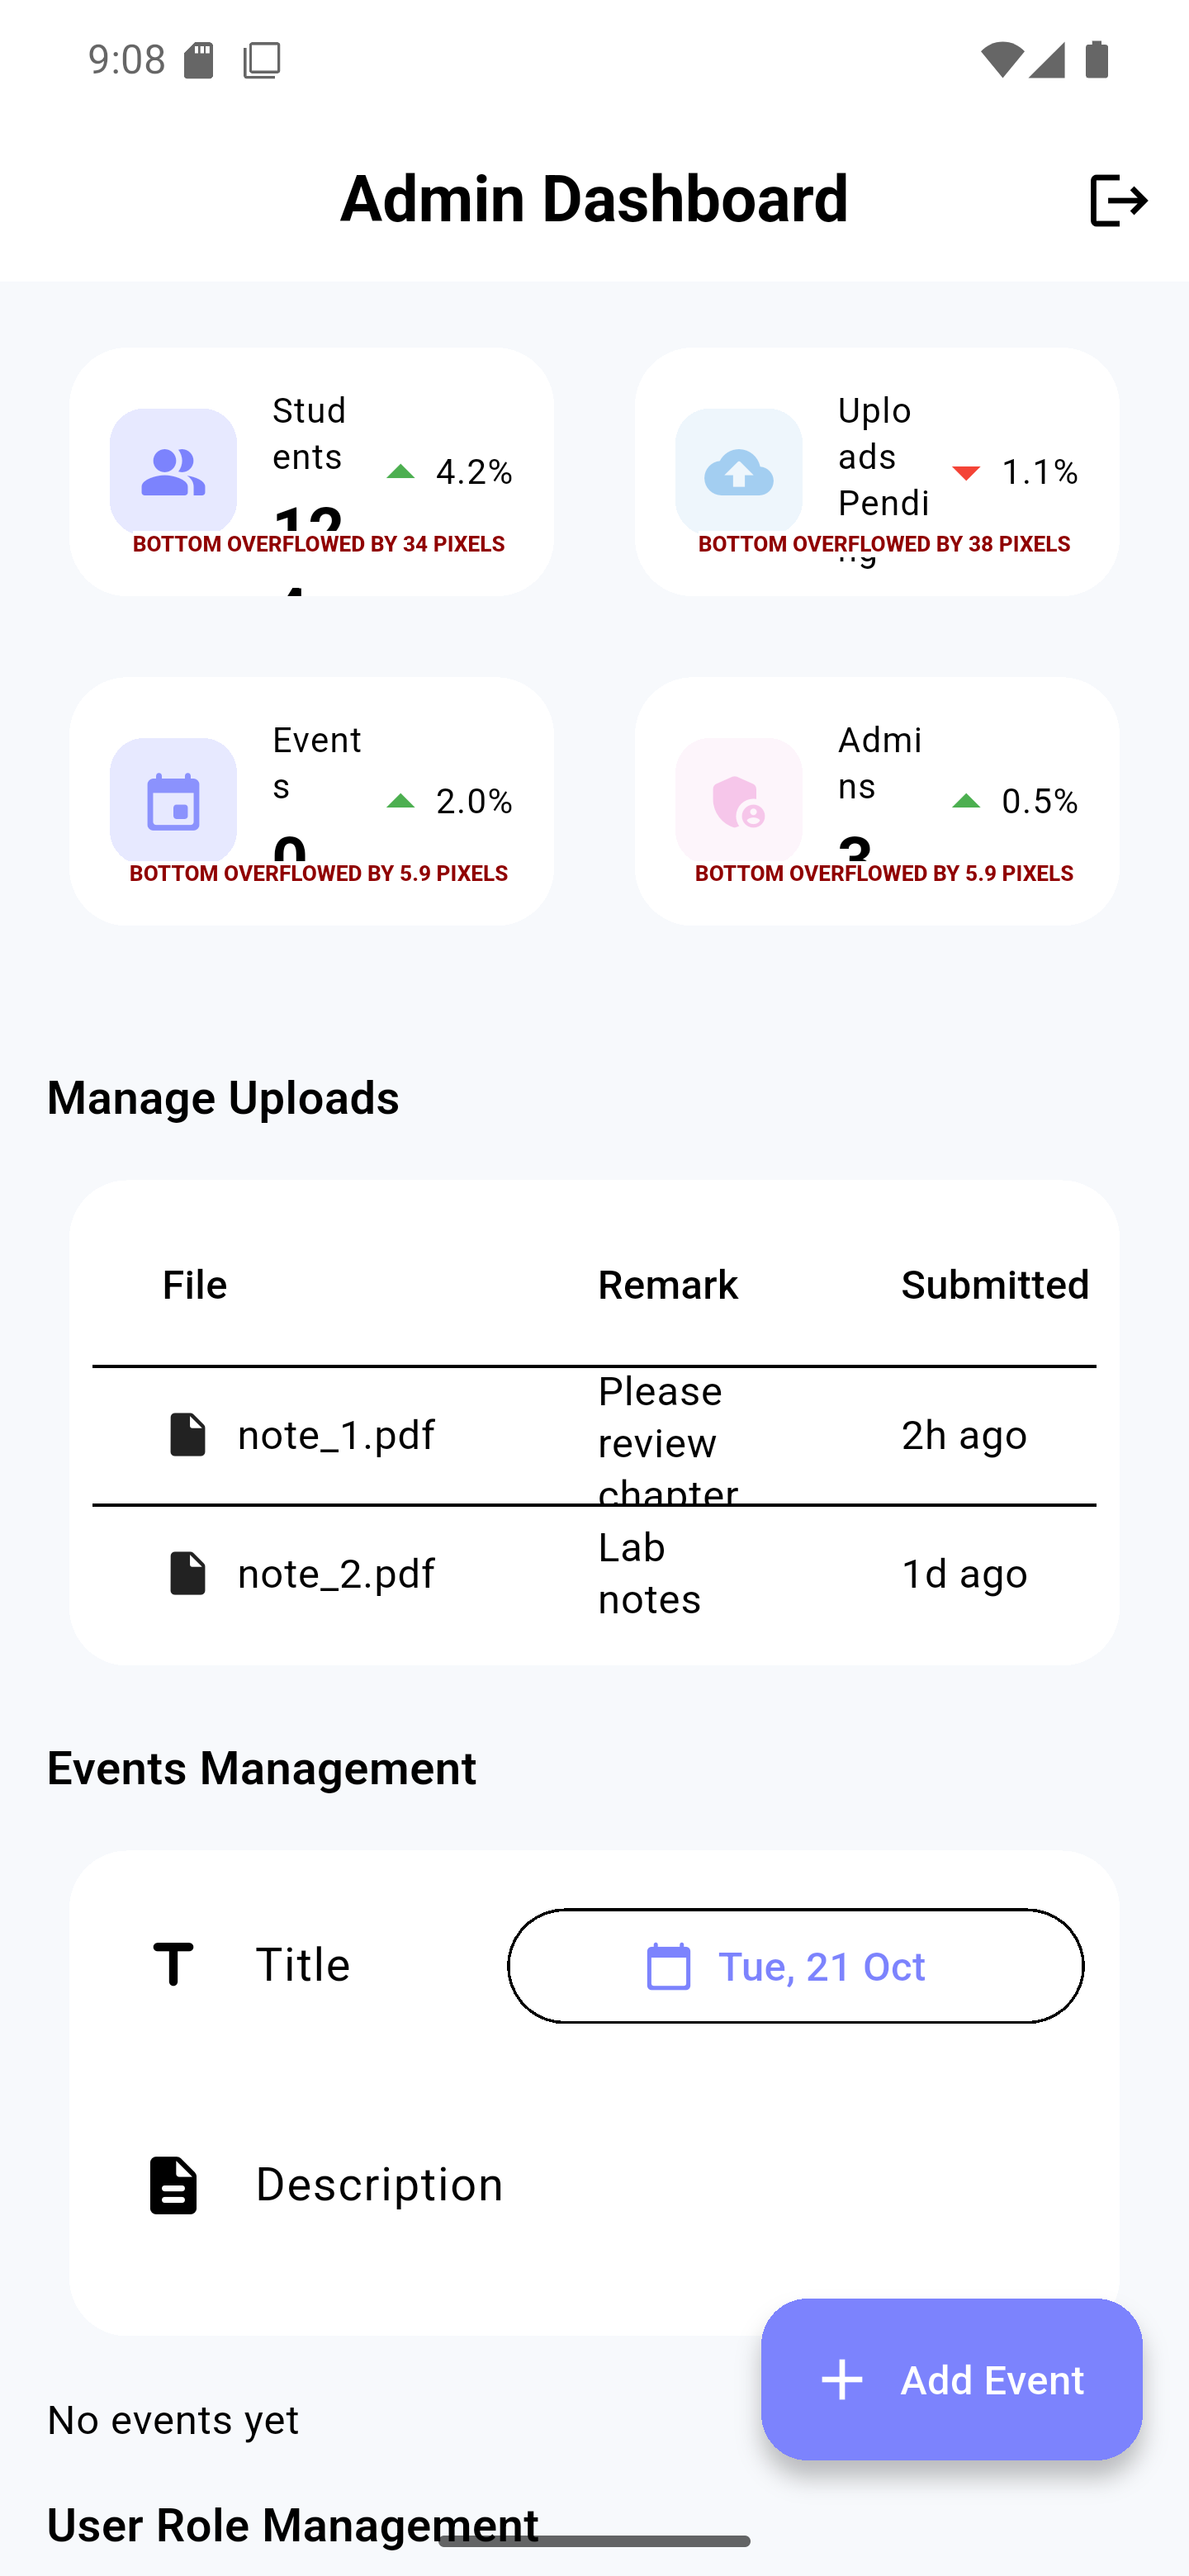 9:08
Admin Dashboard
Stud
ents
4.2%
12
BOTTOM OVERFLOWED BY 34 PIXELS
4
Uplo
ads
Pendi
ng
1.1%
BOTTOM OVERFLOWED BY 38 PIXELS
Event
s
2.0%
0
BOTTOM OVERFLOWED BY 5.9 PIXELS
Admi
ns
0.5%
3
BOTTOM OVERFLOWED BY 5.9 PIXELS
Manage Uploads
File Remark Submitted
note_1.pdf
Please
review
chapter
2h ago
note_2.pdf
Lab
notes
1d ago
Events Management
Title
Tue, 21 Oct
Description
Add Event
No events yet
User Role Management